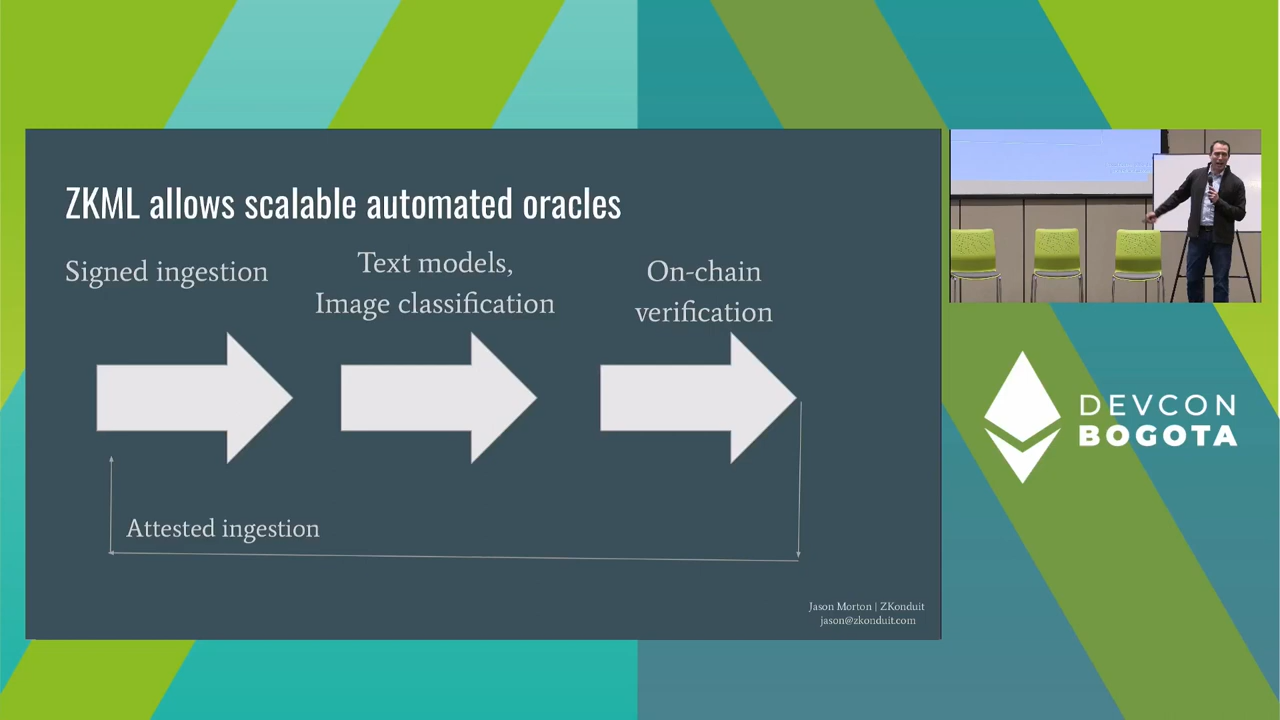 ZKML allows scalable automated oracles
Signed ingestion
Text models,
Image classification
On-chain
verification
Attested ingestion
Jason Morton | ZKonduit
jason@zkonduit.com
DEVCON
BOGOTA